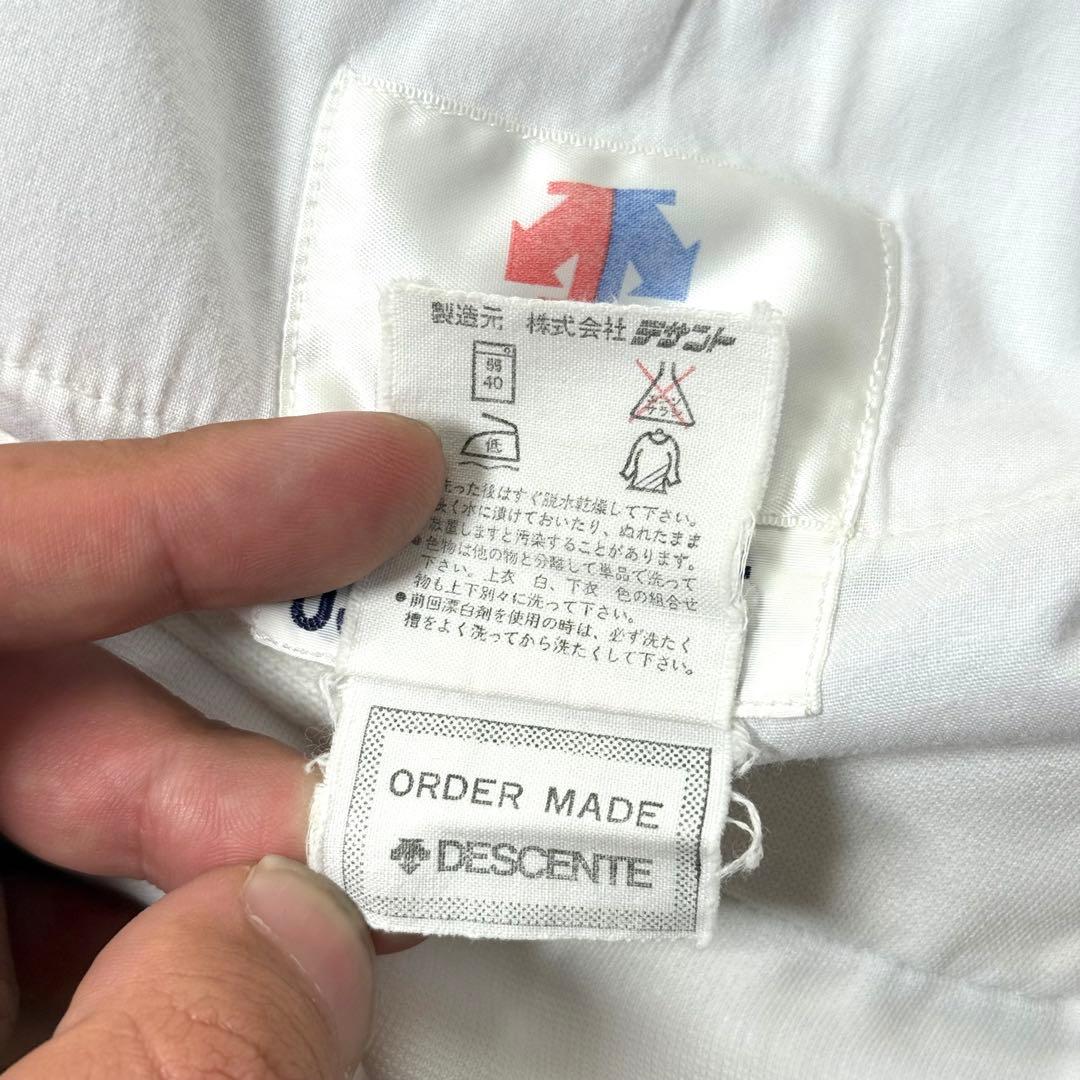 製造元 株式会社 デサント
弱
40
エンソ
サラシ
低
洗った後はすぐ脱水乾燥して下さい。
長く水に漬けておいたり、ぬれたまま
放置しますと汚染することがあります。
●色物は他の物と分離して単品で洗って
下さい。上衣 白、下衣 色の組合せ
物も上下別々に洗って下さい。
●前回漂白剤を使用の時は、必ず洗たく
槽をよく洗ってから洗たくして下さい。
ORDER MADE
DESCENTE